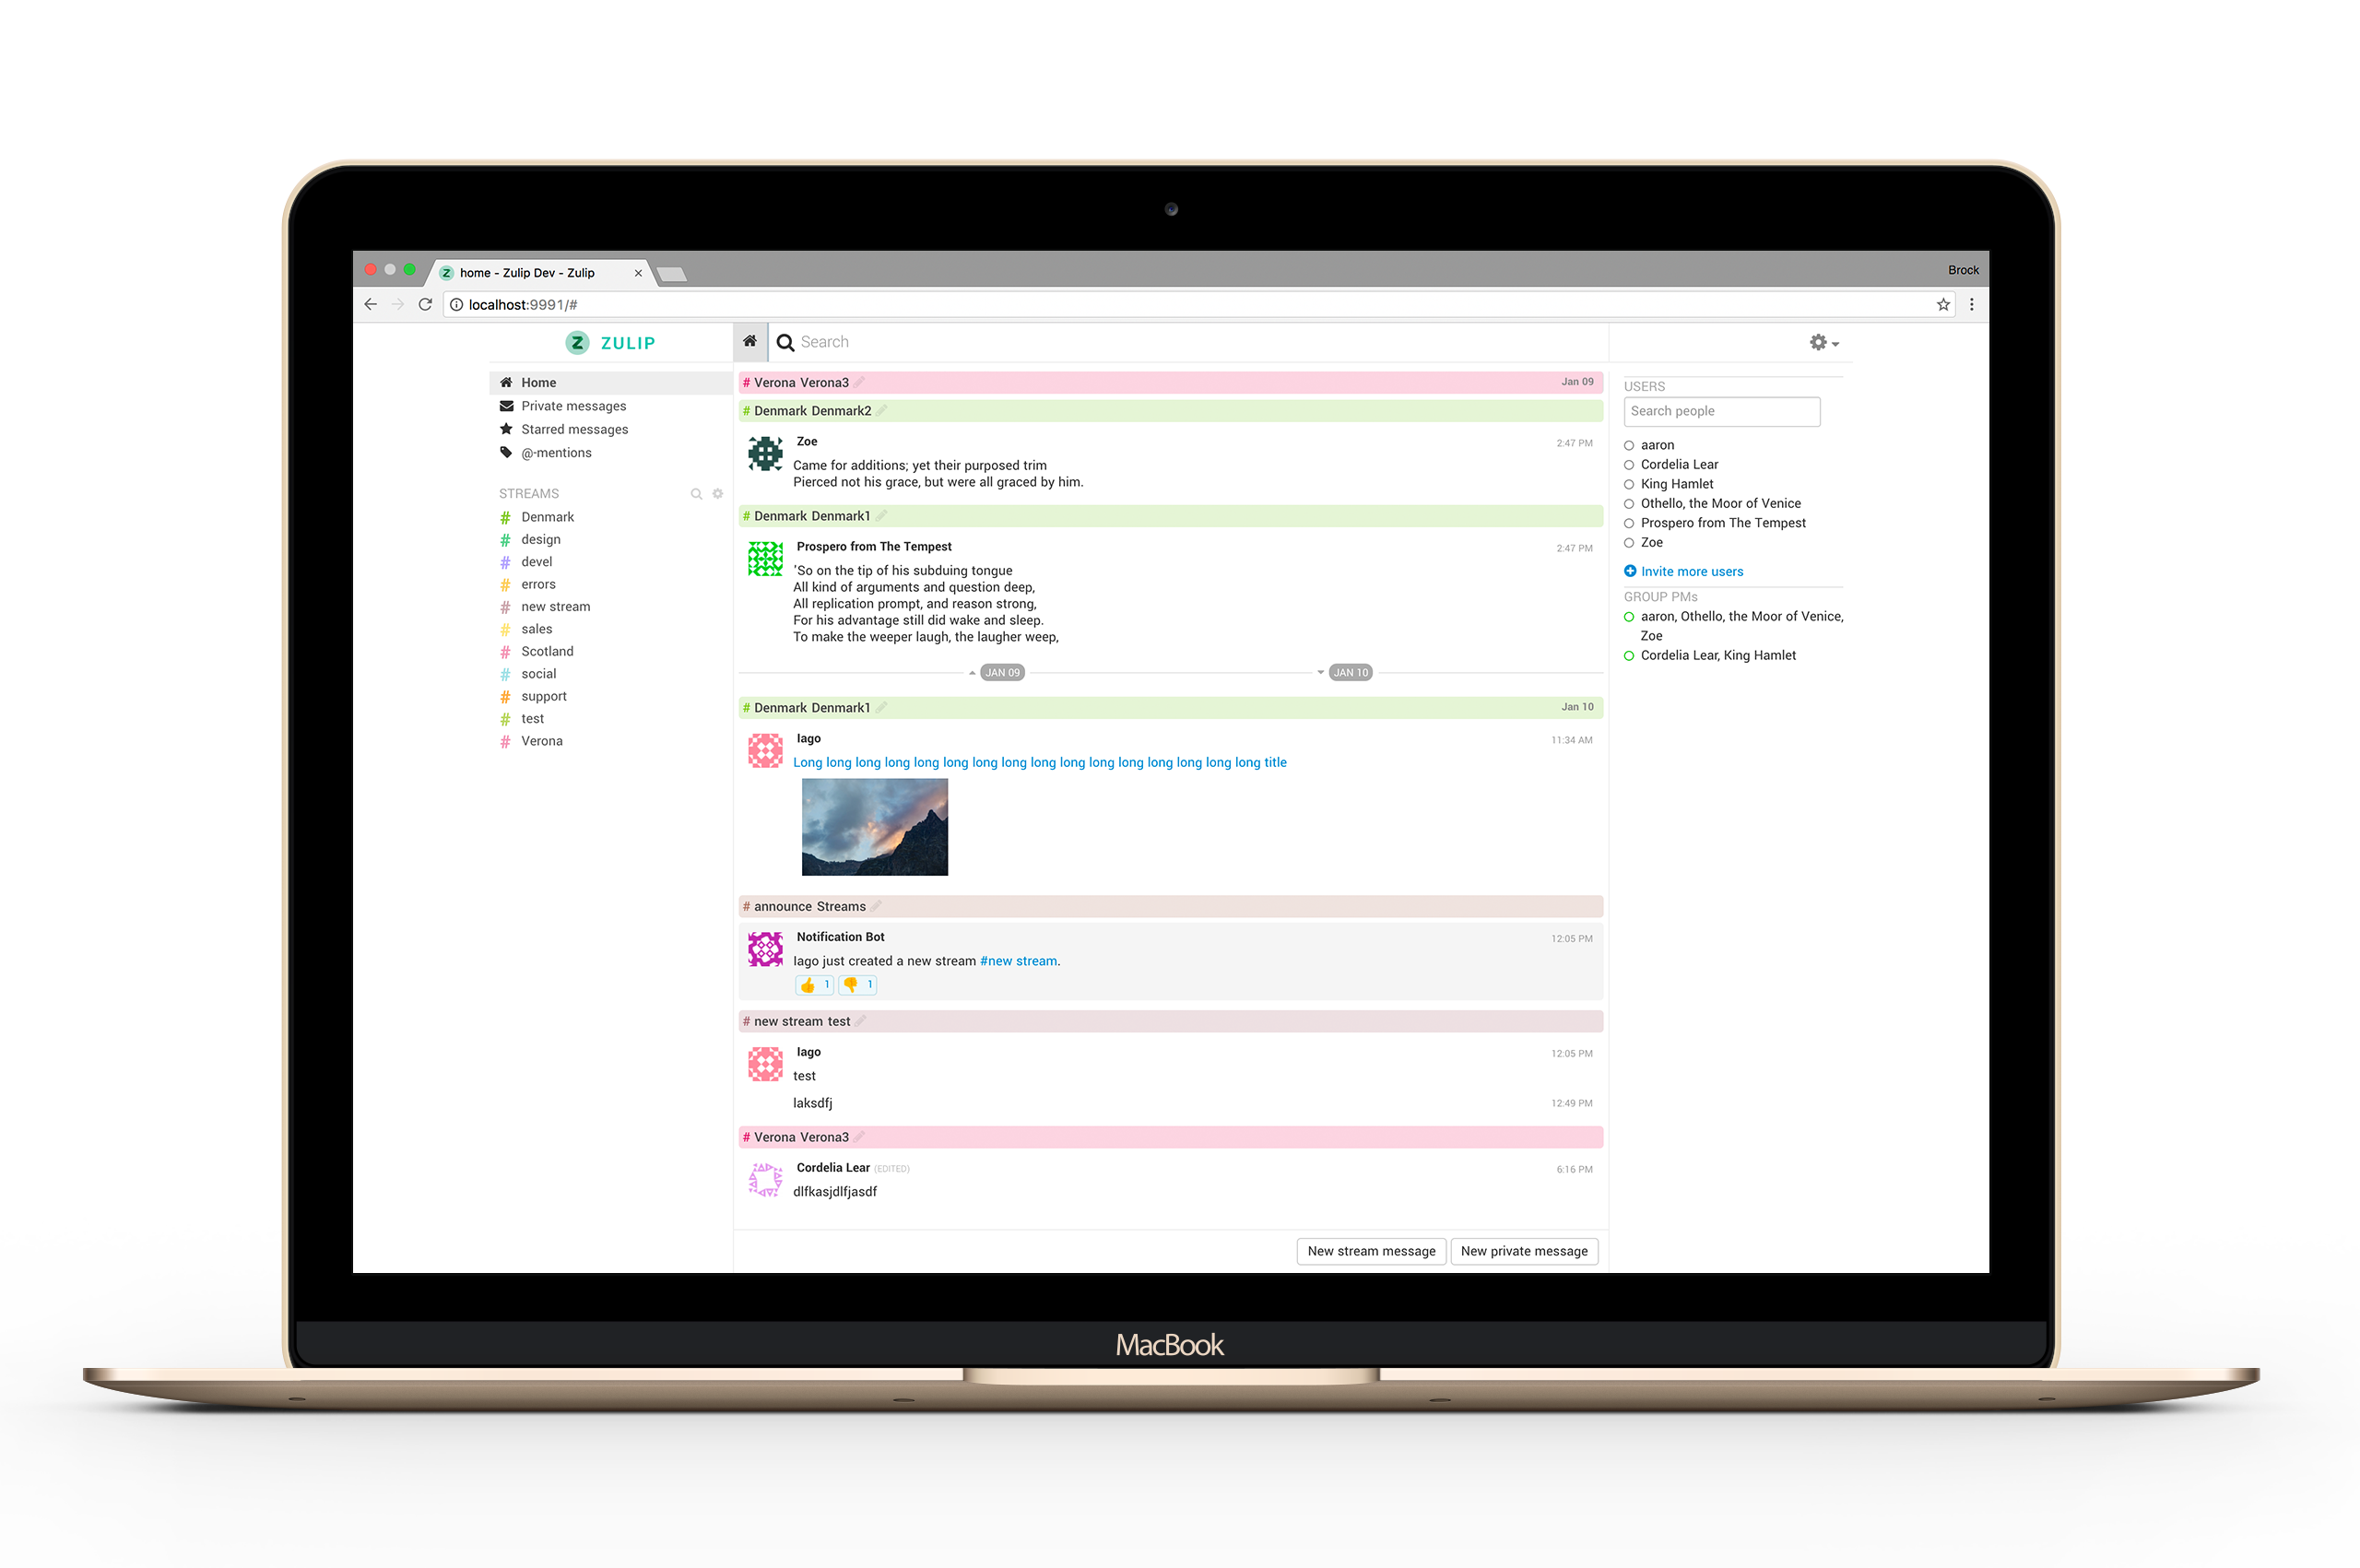 home - Zulip Dev - Zulip
Brock
localhost:9991/#
Z ZULIP
Search
Home
Private messages
Starred messages
@-mentions
STREAMS
# Denmark
# design
# devel
# errors
# new stream
# sales
# Scotland
# social
# support
# test
# Verona
# Verona Verona3 Jan 09
# Denmark Denmark2
Zoe 2:47 PM
Came for additions; yet their purposed trim
Pierced not his grace, but were all graced by him.
# Denmark Denmark1
Prospero from The Tempest 2:47 PM
'So on the tip of his subduing tongue
All kind of arguments and question deep,
All replication prompt, and reason strong,
For his advantage still did wake and sleep.
To make the weeper laugh, the laugher weep,
JAN 09 JAN 10
# Denmark Denmark1 Jan 10
Iago 11:34 AM
Long long long long long long long long long long long long long long long long title
# announce Streams
Notification Bot 12:05 PM
Iago just created a new stream #new stream.
1 1
# new stream test
Iago 12:05 PM
test
laksdfj 12:49 PM
# Verona Verona3
Cordelia Lear (EDITED) 6:16 PM
dlfkasjdlfjasdf
New stream message New private message
USERS
Search people
aaron
Cordelia Lear
King Hamlet
Othello, the Moor of Venice
Prospero from The Tempest
Zoe
Invite more users
GROUP PMs
aaron, Othello, the Moor of Venice,
Zoe
Cordelia Lear, King Hamlet
MacBook